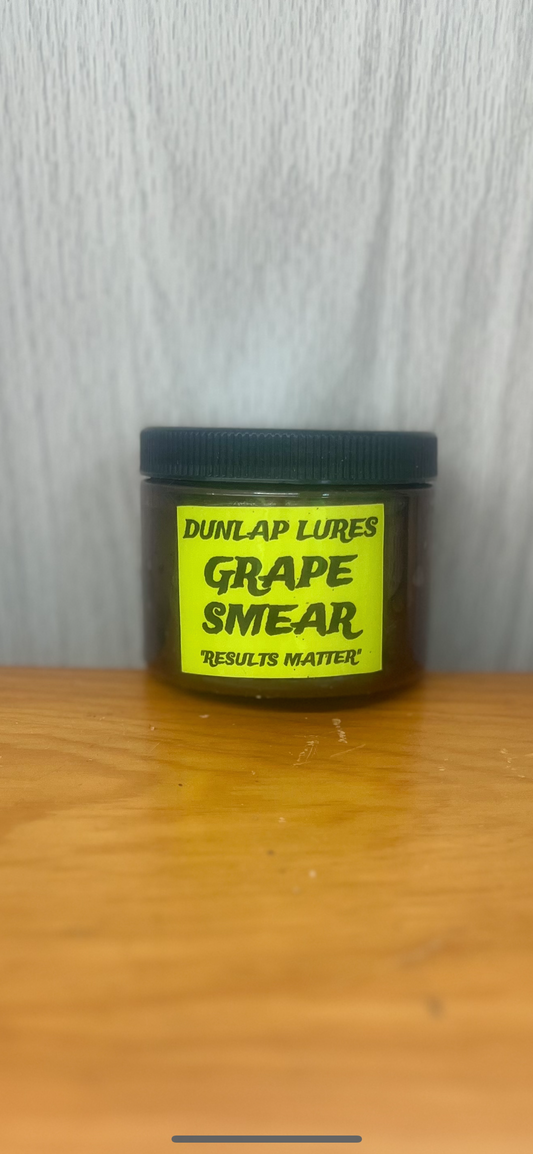 DUNLAP LURES
GRAPE
SMEAR
"RESULTS MATTER"